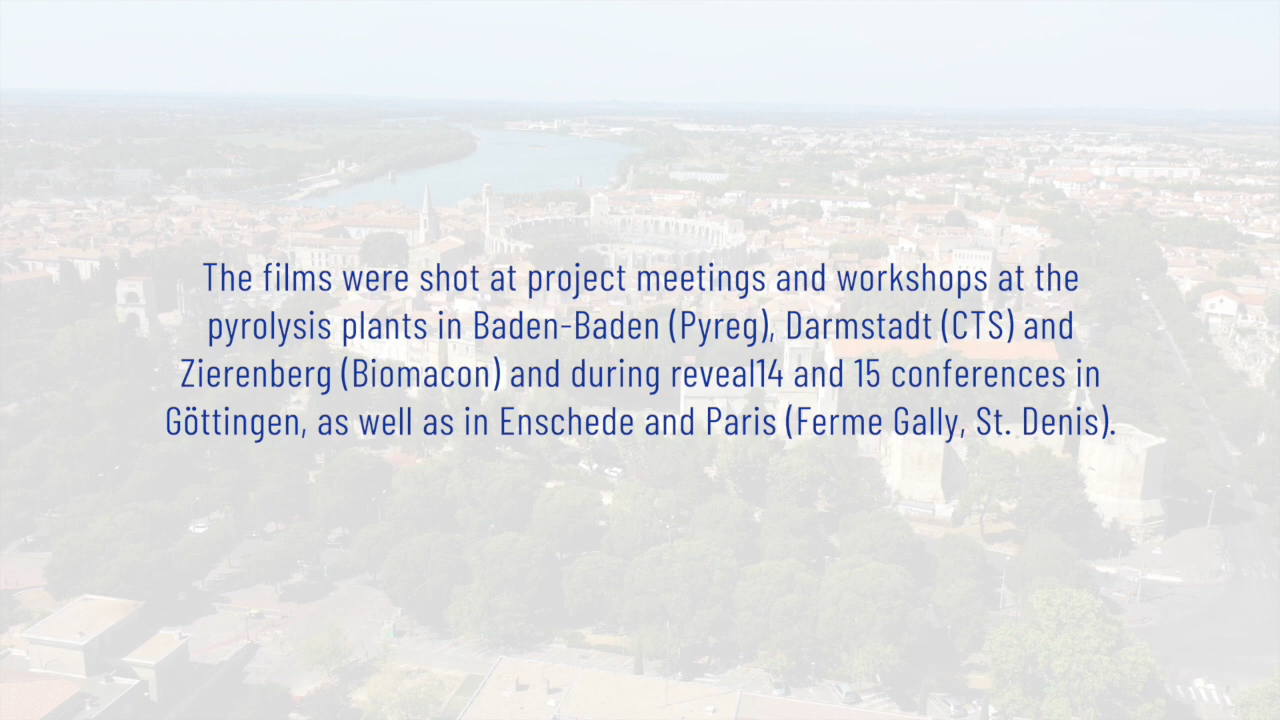 The films were shot at project meetings and workshops at the
pyrolysis plants in Baden-Baden (Pyreg), Darmstadt (CTS) and
Zierenberg (Biomacon) and during reveal14 and 15 conferences in
Göttingen, as well as in Enschede and Paris (Ferme Gally, St. Denis).